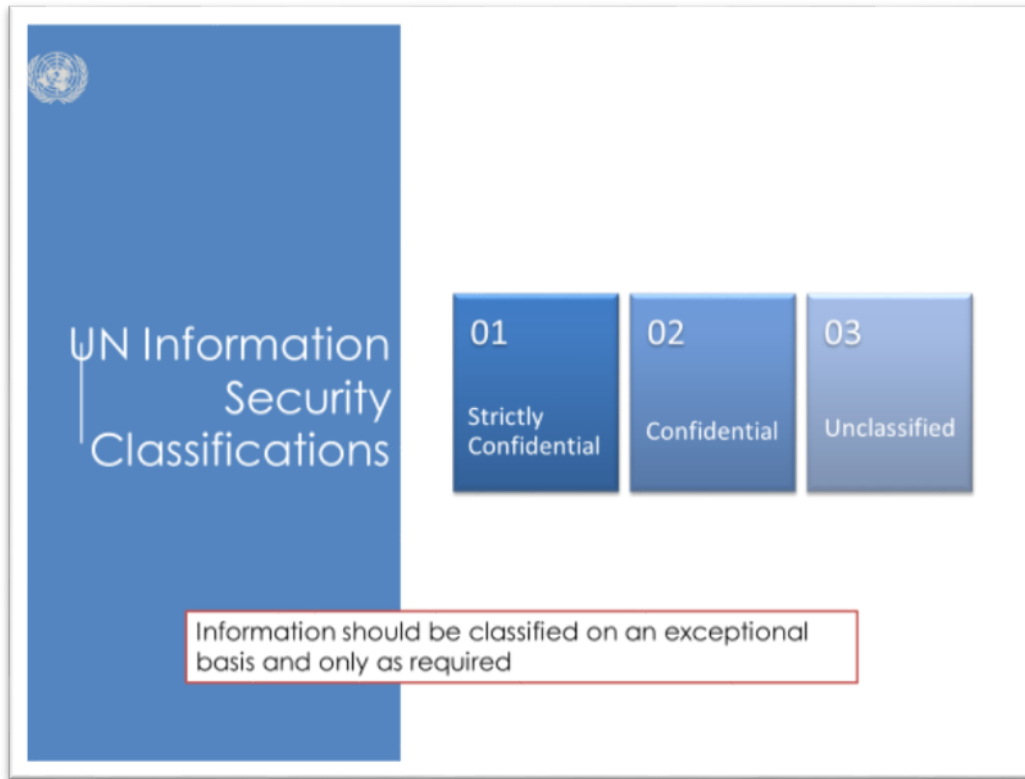 UN Information
Security
Classifications
01
Strictly
Confidential
02
Confidential
03
Unclassified
Information should be classified on an exceptional
basis and only as required